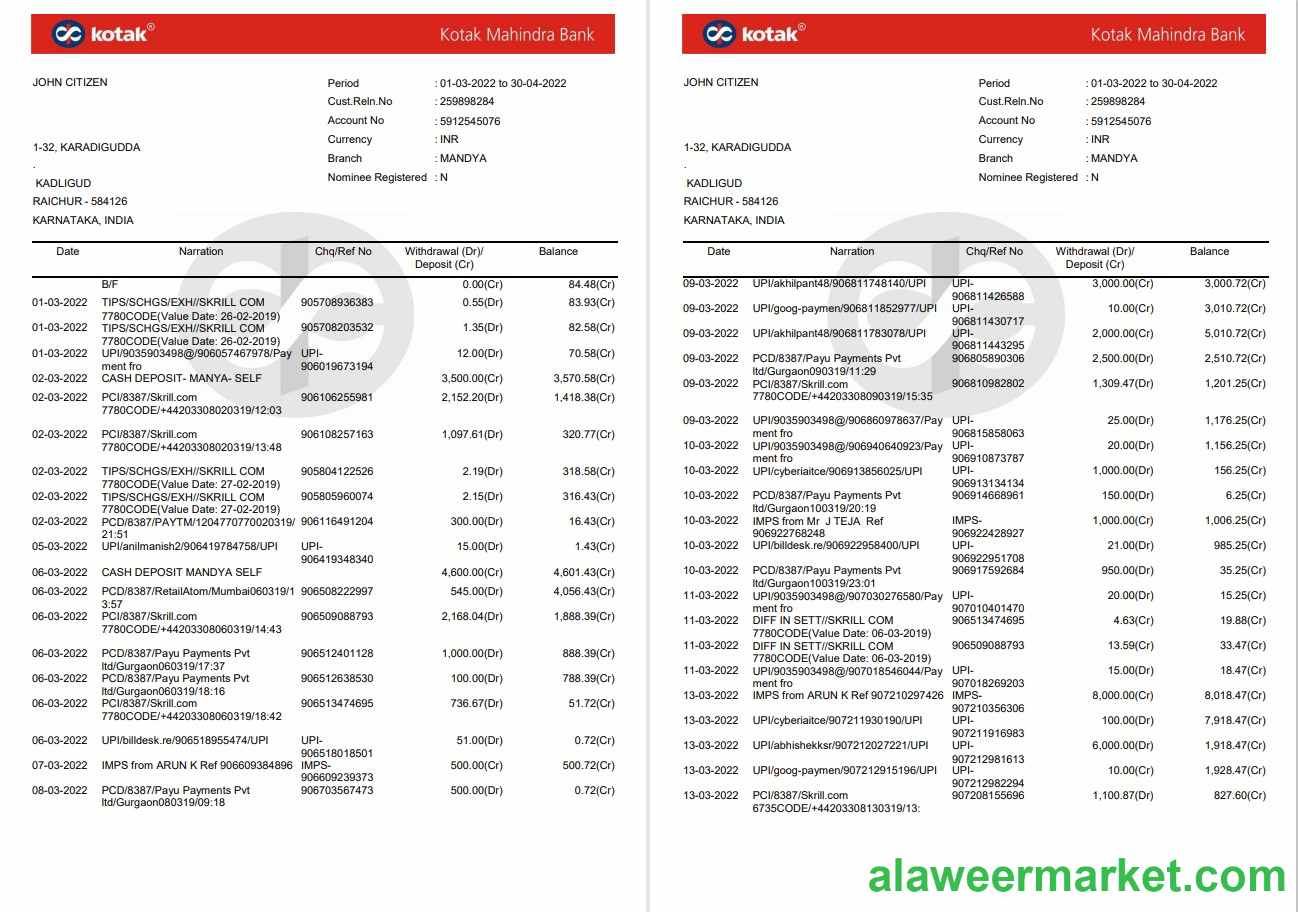 kotak®
Kotak Mahindra Bank
JOHN CITIZEN
Period : 01-03-2022 to 30-04-2022
Cust.Reln.No : 259898284
Account No : 5912545076
Currency : INR
1-32, KARADIGUDDA
Branch : MANDYA
.
Nominee Registered : N
KADLIGUD
RAICHUR - 584126
KARNATAKA, INDIA
Date Narration Chq/Ref No Withdrawal (Dr)/ Balance
Deposit (Cr)
B/F 0.00(Cr) 84.48(Cr)
01-03-2022 TIPS/SCHGS/EXH//SKRILL COM 905708936383 0.55(Dr) 83.93(Cr)
7780CODE(Value Date: 26-02-2019)
01-03-2022 TIPS/SCHGS/EXH//SKRILL COM 905708203532 1.35(Dr) 82.58(Cr)
7780CODE(Value Date: 26-02-2019)
01-03-2022 UPI/9035903498@/906057467978/Pay UPI- 12.00(Dr) 70.58(Cr)
ment fro 906019673194
02-03-2022 CASH DEPOSIT- MANYA- SELF 3,500.00(Cr) 3,570.58(Cr)
02-03-2022 PCI/8387/Skrill.com 906106255981 2,152.20(Dr) 1,418.38(Cr)
7780CODE/+44203308020319/12:03
02-03-2022 PCI/8387/Skrill.com 906108257163 1,097.61(Dr) 320.77(Cr)
7780CODE/+44203308020319/13:48
02-03-2022 TIPS/SCHGS/EXH//SKRILL COM 905804122526 2.19(Dr) 318.58(Cr)
7780CODE(Value Date: 27-02-2019)
02-03-2022 TIPS/SCHGS/EXH//SKRILL COM 905805960074 2.15(Dr) 316.43(Cr)
7780CODE(Value Date: 27-02-2019)
02-03-2022 PCD/8387/PAYTM/1204770770020319/ 906116491204 300.00(Dr) 16.43(Cr)
21:51
05-03-2022 UPI/anilmanish2/906419784758/UPI UPI- 15.00(Dr) 1.43(Cr)
906419348340
06-03-2022 CASH DEPOSIT MANDYA SELF 4,600.00(Cr) 4,601.43(Cr)
06-03-2022 PCD/8387/RetailAtom/Mumbai060319/1 906508222997 545.00(Dr) 4,056.43(Cr)
3:57
06-03-2022 PCI/8387/Skrill.com 906509088793 2,168.04(Dr) 1,888.39(Cr)
7780CODE/+44203308060319/14:43
06-03-2022 PCD/8387/Payu Payments Pvt 906512401128 1,000.00(Dr) 888.39(Cr)
ltd/Gurgaon060319/17:37
06-03-2022 PCD/8387/Payu Payments Pvt 906512638530 100.00(Dr) 788.39(Cr)
ltd/Gurgaon060319/18:16
06-03-2022 PCI/8387/Skrill.com 906513474695 736.67(Dr) 51.72(Cr)
7780CODE/+44203308060319/18:42
06-03-2022 UPI/billdesk.re/906518955474/UPI UPI- 51.00(Dr) 0.72(Cr)
906518018501
07-03-2022 IMPS from ARUN K Ref 906609384896 IMPS- 500.00(Cr) 500.72(Cr)
906609239373
08-03-2022 PCD/8387/Payu Payments Pvt 906703567473 500.00(Dr) 0.72(Cr)
ltd/Gurgaon080319/09:18
kotak®
Kotak Mahindra Bank
JOHN CITIZEN
Period : 01-03-2022 to 30-04-2022
Cust.Reln.No : 259898284
Account No : 5912545076
Currency : INR
1-32, KARADIGUDDA
Branch : MANDYA
.
Nominee Registered : N
KADLIGUD
RAICHUR - 584126
KARNATAKA, INDIA
Date Narration Chq/Ref No Withdrawal (Dr)/ Balance
Deposit (Cr)
09-03-2022 UPI/akhilpant48/906811748140/UPI UPI- 3,000.00(Cr) 3,000.72(Cr)
906811426588
09-03-2022 UPI/goog-paymen/906811852977/UPI UPI- 10.00(Cr) 3,010.72(Cr)
906811430717
09-03-2022 UPI/akhilpant48/906811783078/UPI UPI- 2,000.00(Cr) 5,010.72(Cr)
906811443295
09-03-2022 PCD/8387/Payu Payments Pvt 906805890306 2,500.00(Dr) 2,510.72(Cr)
ltd/Gurgaon090319/11:29
09-03-2022 PCI/8387/Skrill.com 906810982802 1,309.47(Dr) 1,201.25(Cr)
7780CODE/+44203308090319/15:35
09-03-2022 UPI/9035903498@/906860978637/Pay UPI- 25.00(Dr) 1,176.25(Cr)
ment fro 906815858063
10-03-2022 UPI/9035903498@/906940640923/Pay UPI- 20.00(Dr) 1,156.25(Cr)
ment fro 906910873787
10-03-2022 UPI/cyberiaitce/906913856025/UPI UPI- 1,000.00(Dr) 156.25(Cr)
906913134134
10-03-2022 PCD/8387/Payu Payments Pvt 906914668961 150.00(Dr) 6.25(Cr)
ltd/Gurgaon100319/20:19
10-03-2022 IMPS from Mr J TEJA Ref IMPS- 1,000.00(Cr) 1,006.25(Cr)
906922768248 906922428927
10-03-2022 UPI/billdesk.re/906922958400/UPI UPI- 21.00(Dr) 985.25(Cr)
906922951708
10-03-2022 PCD/8387/Payu Payments Pvt 906917592684 950.00(Dr) 35.25(Cr)
ltd/Gurgaon100319/23:01
11-03-2022 UPI/9035903498@/907030276580/Pay UPI- 20.00(Dr) 15.25(Cr)
ment fro 907010401470
11-03-2022 DIFF IN SETT//SKRILL COM 906513474695 4.63(Cr) 19.88(Cr)
7780CODE(Value Date: 06-03-2019)
11-03-2022 DIFF IN SETT//SKRILL COM 906509088793 13.59(Cr) 33.47(Cr)
7780CODE(Value Date: 06-03-2019)
11-03-2022 UPI/9035903498@/907018546044/Pay UPI- 15.00(Dr) 18.47(Cr)
ment fro 907018269203
13-03-2022 IMPS from ARUN K Ref 907210297426 IMPS- 8,000.00(Cr) 8,018.47(Cr)
907210356306
13-03-2022 UPI/cyberiaitce/907211930190/UPI UPI- 100.00(Dr) 7,918.47(Cr)
907211916983
13-03-2022 UPI/abhishekksr/907212027221/UPI UPI- 6,000.00(Dr) 1,918.47(Cr)
907212981613
13-03-2022 UPI/goog-paymen/907212915196/UPI UPI- 10.00(Cr) 1,928.47(Cr)
907212982294
13-03-2022 PCI/8387/Skrill.com 907208155696 1,100.87(Dr) 827.60(Cr)
6735CODE/+44203308130319/13:
alaweermarket.com